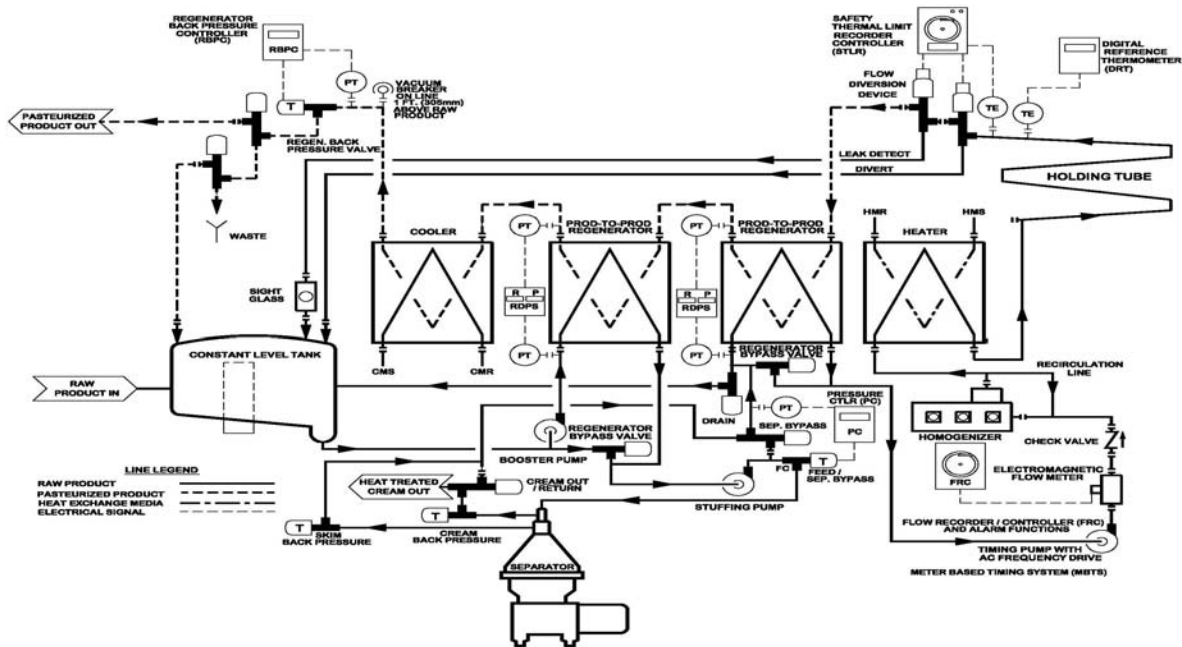 REGENERATOR
BACK PRESSURE
CONTROLLER
(RBPC)
RBPC
PT
T
VACUUM
BREAKER
ON LINE
1 FT. (305mm)
ABOVE RAW
PRODUCT
SAFETY
THERMAL LIMIT
RECORDER
CONTROLLER
(STLR)
DIGITAL
REFERENCE
THERMOMETER
(DRT)
FLOW
DIVERSION
DEVICE
TE
TE
PASTEURIZED
PRODUCT OUT
REGEN. BACK
PRESSURE VALVE
LEAK DETECT
DIVERT
HOLDING TUBE
WASTE
COOLER
PT
PROD-TO-PROD
REGENERATOR
PT
PROD-TO-PROD
REGENERATOR
HMR
HMS
HEATER
SIGHT
GLASS
R P
RDPS
R P
RDPS
PT
PT
CONSTANT LEVEL TANK
CMS
CMR
REGENERATOR
BYPASS VALVE
RECIRCULATION
LINE
RAW
PRODUCT IN
DRAIN
PT
PRESSURE
CTLR (PC)
PC
REGENERATOR
BYPASS VALVE
SEP. BYPASS
HOMOGENIZER
CHECK VALVE
BOOSTER PUMP
FC
T
FEED /
SEP. BYPASS
LINE LEGEND
RAW PRODUCT
PASTEURIZED PRODUCT
HEAT EXCHANGE MEDIA
ELECTRICAL SIGNAL
HEAT TREATED
CREAM OUT
CREAM OUT
/ RETURN
STUFFING PUMP
FRC
ELECTROMAGNETIC
FLOW METER
T
SKIM
BACK PRESSURE
T
CREAM
BACK PRESSURE
FLOW RECORDER / CONTROLLER (FRC)
AND ALARM FUNCTIONS
TIMING PUMP WITH
AC FREQUENCY DRIVE
SEPARATOR
METER BASED TIMING SYSTEM (MBTS)